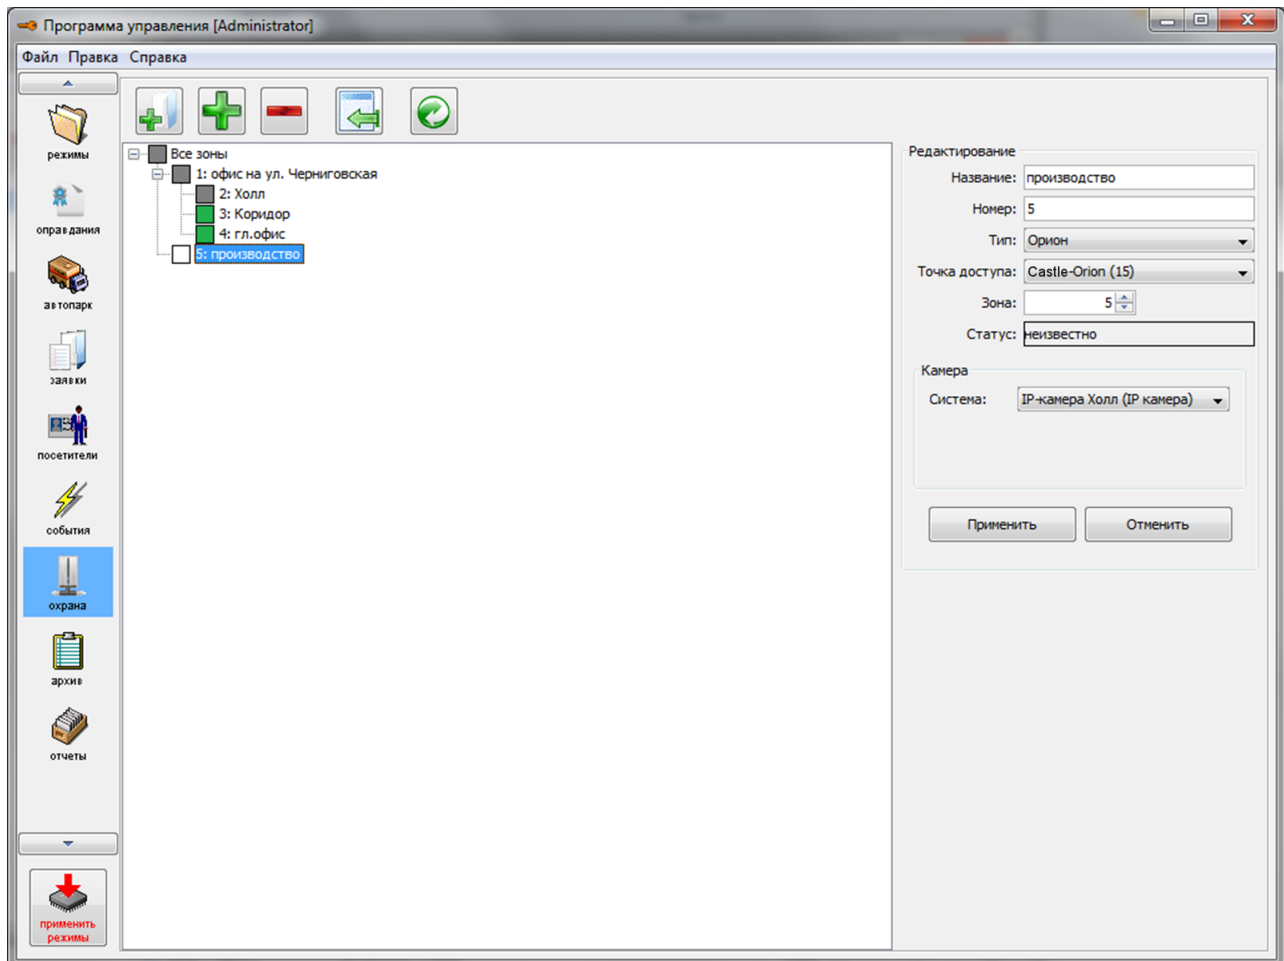 Программа управления [Administrator]
Файл Правка Справка
режимы
оправдания
автопарк
заявки
посетители
события
охрана
архив
отчеты
применить
режимы
Все зоны
1: офис на ул. Черниговская
2: Холл
3: Коридор
4: гл.офис
5: производство
Редактирование
Название: производство
Номер: 5
Тип: Орион
Точка доступа: Castle-Orion (15)
Зона: 5
Статус: неизвестно
Камера
Система: IP-камера Холл (IP камера)
Применить Отменить